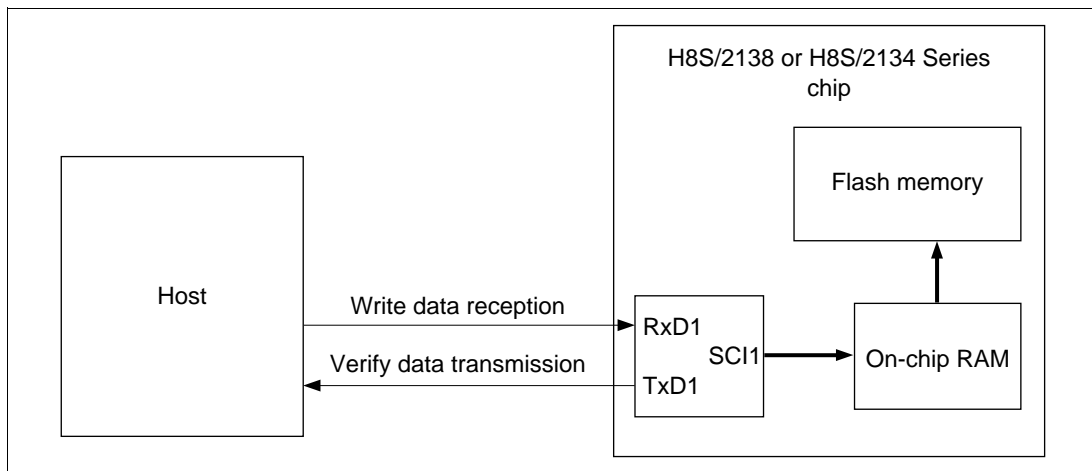 H8S/2138 or H8S/2134 Series
chip
Flash memory
Host
Write data reception
RxD1
SCI1
On-chip RAM
Verify data transmission
TxD1